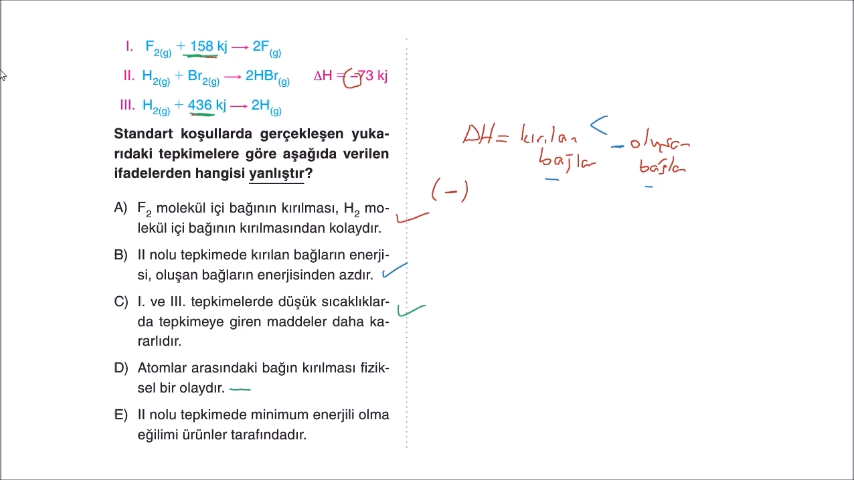 I. F2(g) + 158 kj → 2F(g)
II. H2(g) + Br2(g) → 2HBr(g) ΔH = –73 kj
III. H2(g) + 436 kj → 2H(g)
Standart koşullarda gerçekleşen yuka-
rıdaki tepkimelere göre aşağıda verilen
ifadelerden hangisi yanlıştır?
A) F2 molekül içi bağının kırılması, H2 mo-
lekül içi bağının kırılmasından kolaydır.
B) II nolu tepkimede kırılan bağların enerji-
si, oluşan bağların enerjisinden azdır.
C) I. ve III. tepkimelerde düşük sıcaklıklar-
da tepkimeye giren maddeler daha ka-
rarlıdır.
D) Atomlar arasındaki bağın kırılması fizik-
sel bir olaydır.
E) II nolu tepkimede minimum enerjili olma
eğilimi ürünler tarafındadır.
ΔH = kırılan < – oluşan
bağlar bağlar
(–)